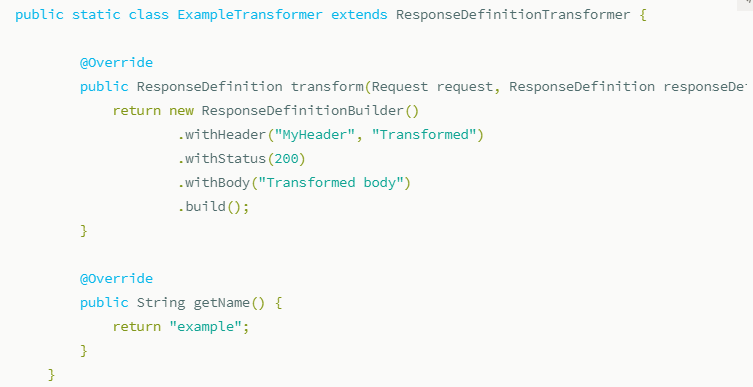 public static class ExampleTransformer extends ResponseDefinitionTransformer {
@Override
public ResponseDefinition transform(Request request, ResponseDefinition responseDe
return new ResponseDefinitionBuilder()
.withHeader("MyHeader", "Transformed")
.withStatus(200)
.withBody("Transformed body")
.build();
}
@Override
public String getName() {
return "example";
}
}